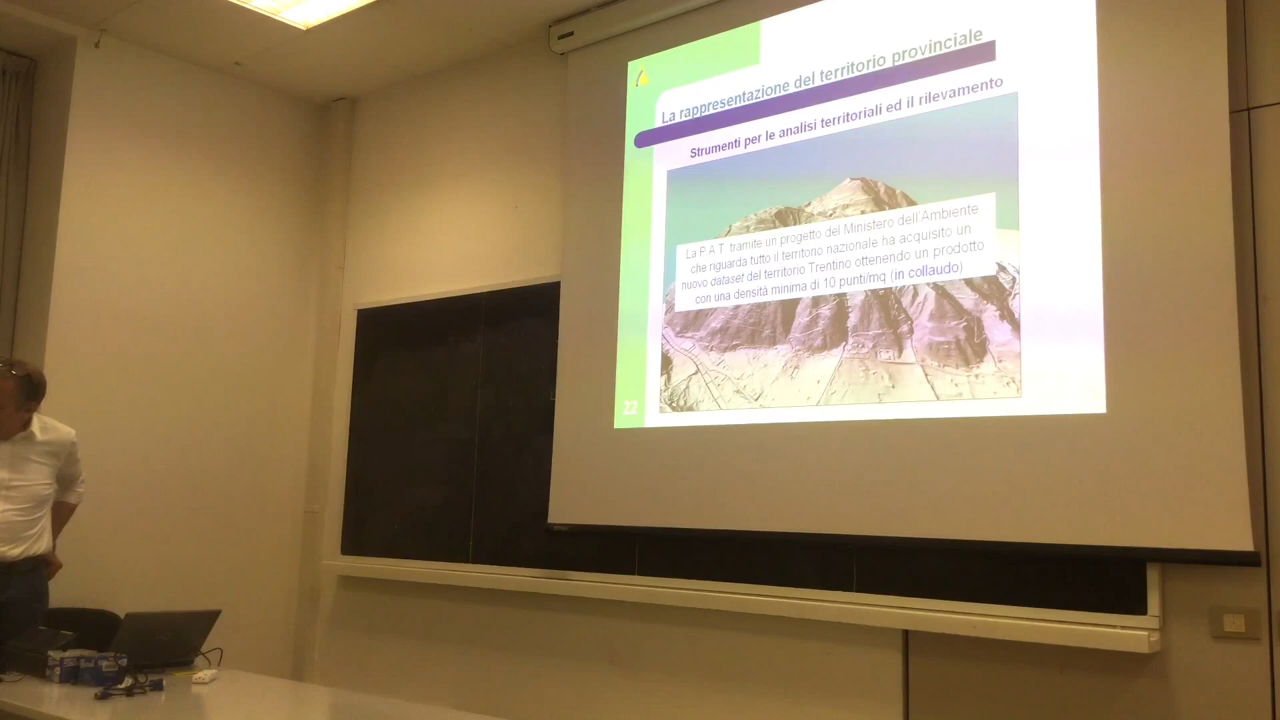 La rappresentazione del territorio provinciale
Strumenti per le analisi territoriali ed il rilevamento
La P.A.T. tramite un progetto del Ministero dell'Ambiente
che riguarda tutto il territorio nazionale ha acquisito un
nuovo dataset del territorio Trentino ottenendo un prodotto
con una densità minima di 10 punti/mq (in collaudo)
22